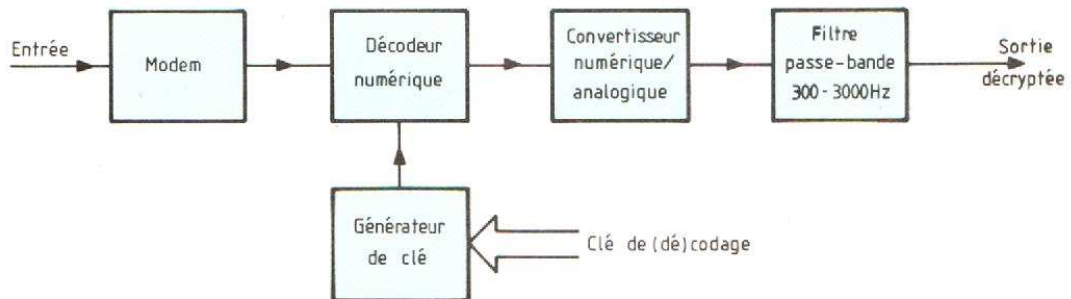 Entrée
Modem
Décodeur
numérique
Convertisseur
numérique/
analogique
Filtre
passe-bande
300-3000Hz
Sortie
décryptée
Générateur
de clé
Clé de (dé)codage